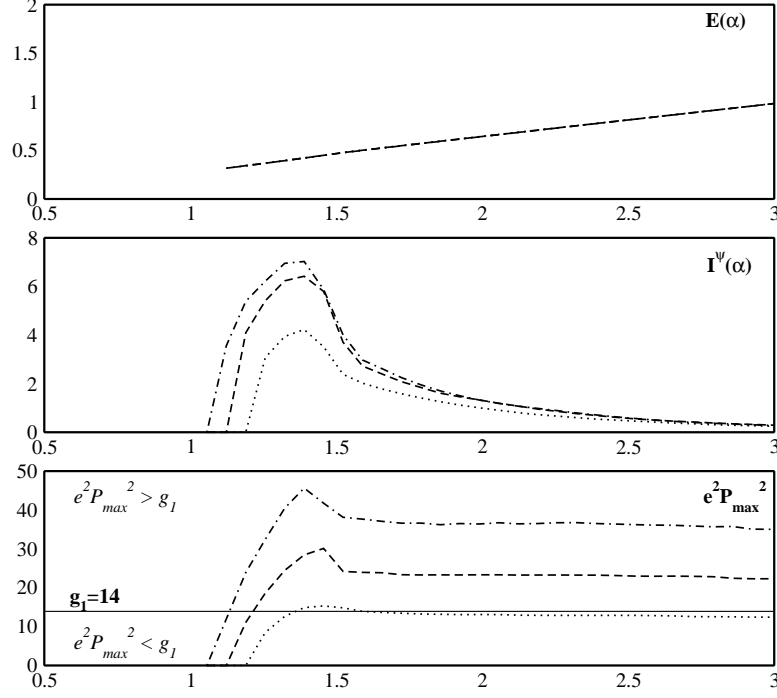 2
E(α)
1.5
1
0.5
0
0.5 1 1.5 2 2.5 3
8
I^ψ(α)
6
4
2
0
0.5 1 1.5 2 2.5 3
50
e²P_max² > g₁
e²P_max²
40
30
20
g₁=14
10
e²P_max² < g₁
0
0.5 1 1.5 2 2.5 3